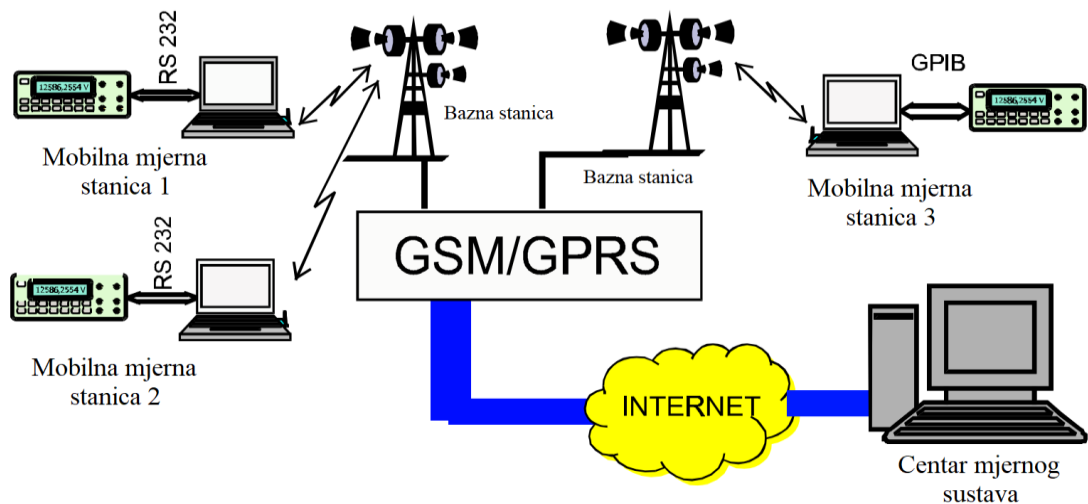 RS 232
12586,2554 V
Mobilna mjerna
stanica 1
Bazna stanica
Bazna stanica
GPIB
12586,2554 V
Mobilna mjerna
stanica 3
RS 232
12586,2554 V
Mobilna mjerna
stanica 2
GSM/GPRS
INTERNET
Centar mjernog
sustava